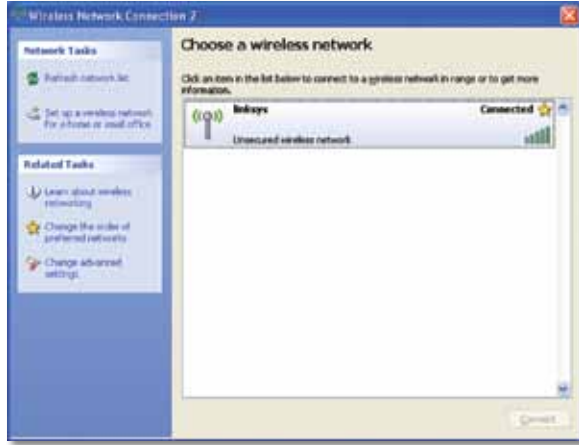 Wireless Network Connection 2
Network Tasks
Refresh network list
Set up a wireless network
for a home or small office
Related Tasks
Learn about wireless
networking
Change the order of
preferred networks
Change advanced
settings
Choose a wireless network
Click an item in the list below to connect to a wireless network in range or to get more
information.
linksys
Connected
Unsecured wireless network
Connect